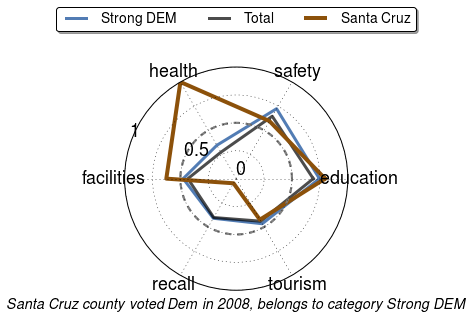 Strong DEM Total Santa Cruz
health safety
1
0.5
0
facilities education
recall tourism
Santa Cruz county voted Dem in 2008, belongs to category Strong DEM